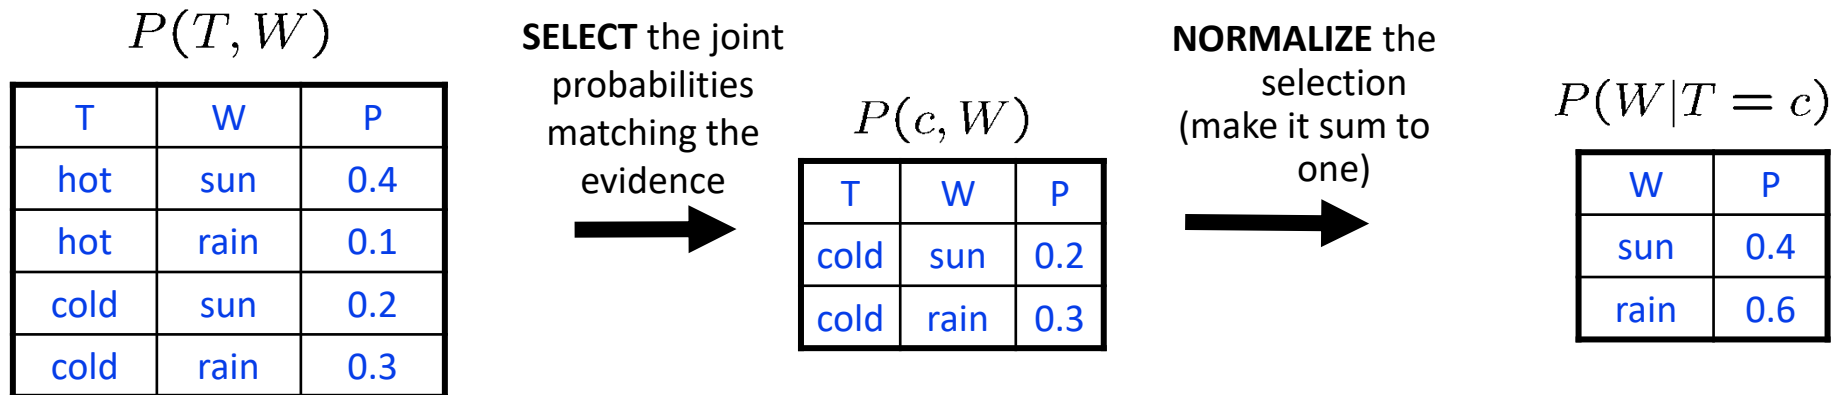 P(T, W)
T W P
hot sun 0.4
hot rain 0.1
cold sun 0.2
cold rain 0.3
SELECT the joint
probabilities
matching the
evidence
P(c, W)
T W P
cold sun 0.2
cold rain 0.3
NORMALIZE the
selection
(make it sum to
one)
P(W|T = c)
W P
sun 0.4
rain 0.6